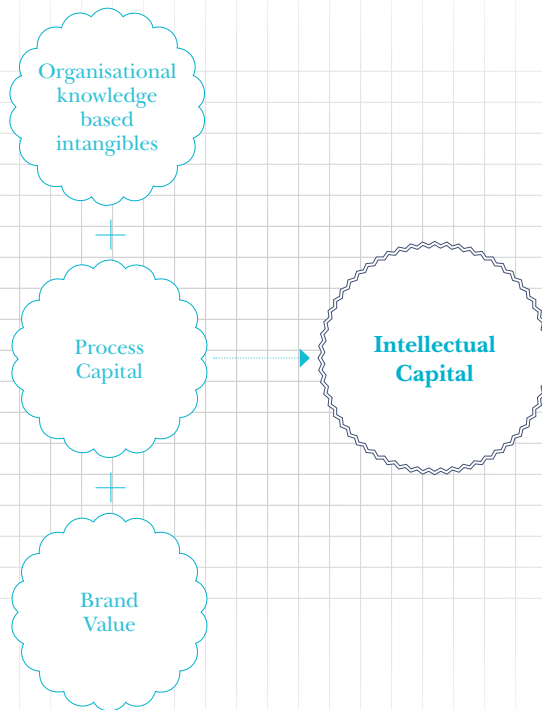 Organisational
knowledge
based
intangibles
+
Process
Capital
Intellectual
Capital
+
Brand
Value